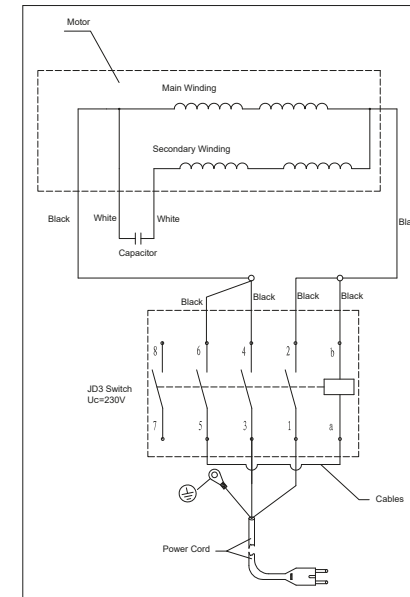 Motor
Main Winding
Secondary Winding
Black
White
White
Capacitor
Black
Black
Black
Black
8
6
4
2
b
JD3 Switch
Uc=230V
7
5
3
1
a
Cables
Power Cord